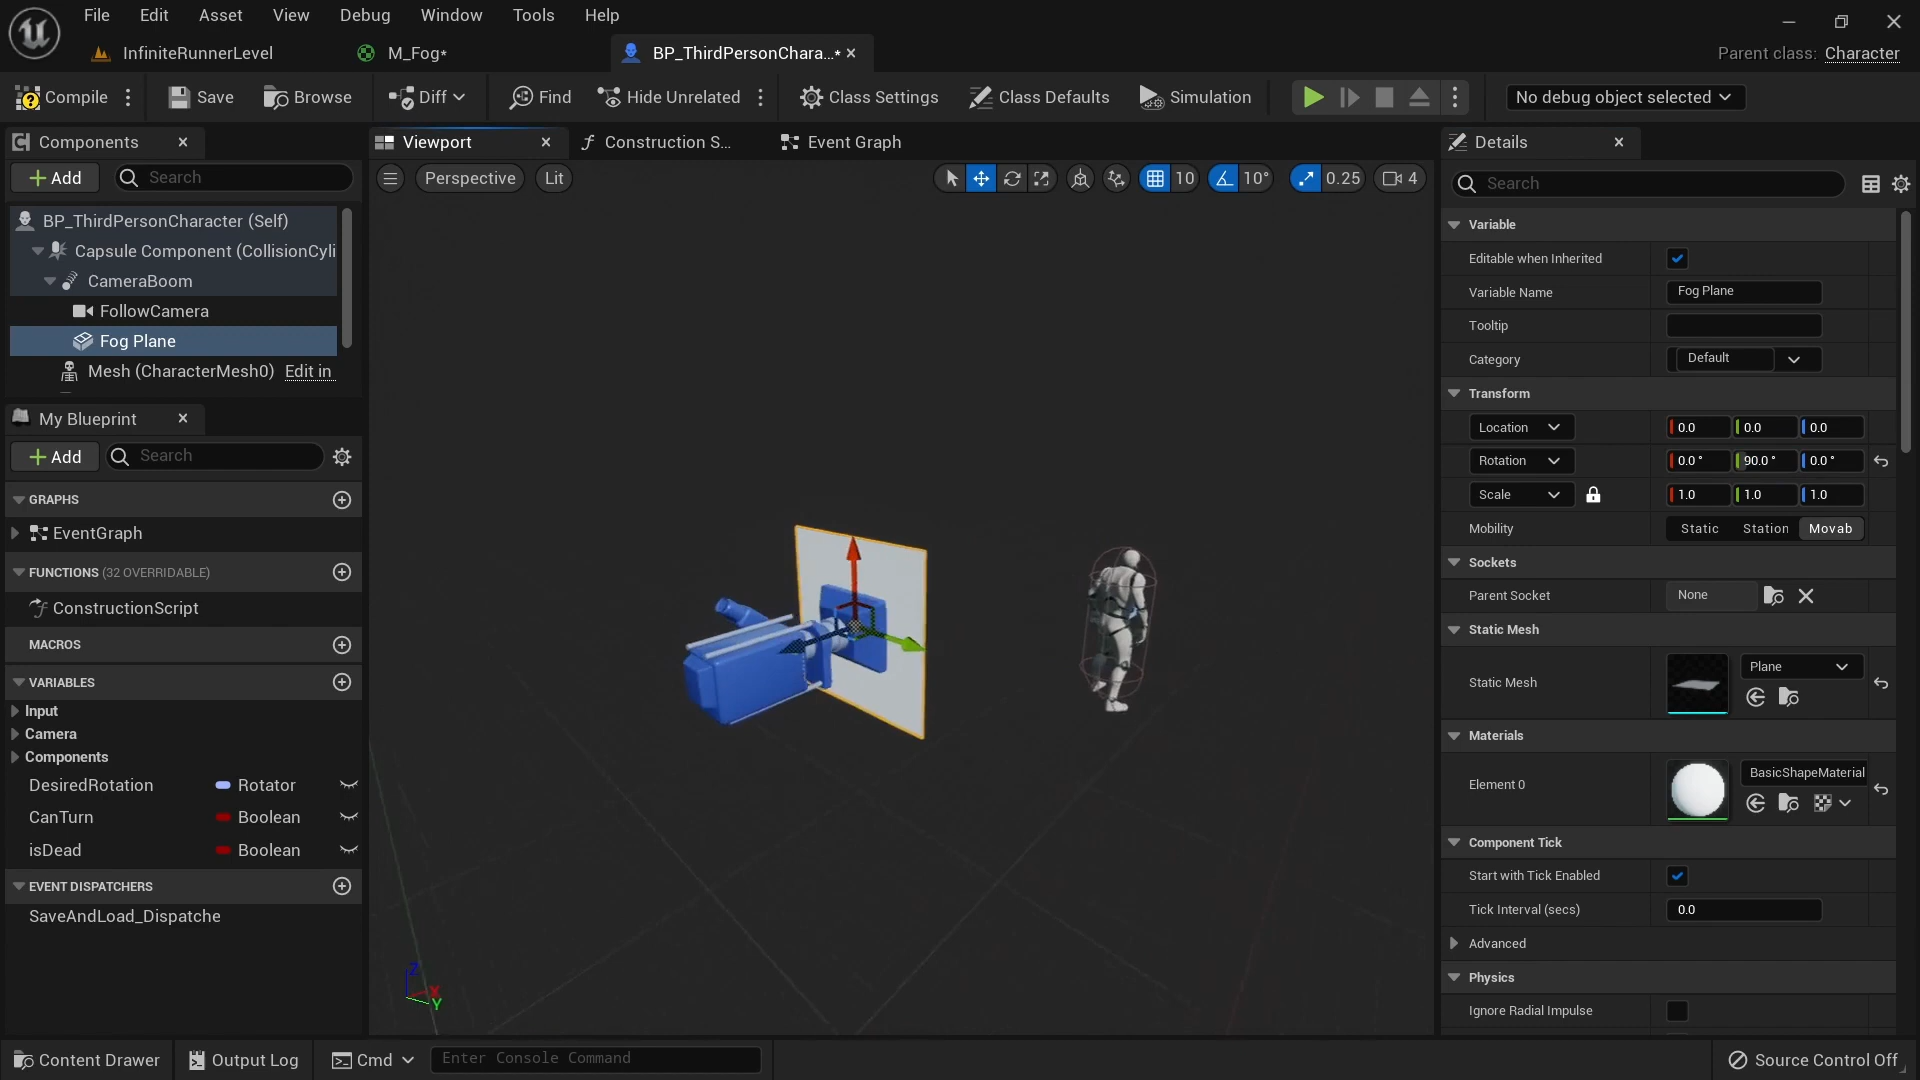 File Edit Asset View Debug Window Tools Help
InfiniteRunnerLevel
M_Fog*
BP_ThirdPersonChara...*
Parent class: Character
Compile
Save
Browse
Diff
Find
Hide Unrelated
Class Settings
Class Defaults
Simulation
No debug object selected
Components
Add
Search
BP_ThirdPersonCharacter (Self)
Capsule Component (CollisionCyli
CameraBoom
FollowCamera
Fog Plane
Mesh (CharacterMesh0) Edit in
My Blueprint
Add
Search
GRAPHS
EventGraph
FUNCTIONS (32 OVERRIDABLE)
ConstructionScript
MACROS
VARIABLES
Input
Camera
Components
DesiredRotation Rotator
CanTurn Boolean
isDead Boolean
EVENT DISPATCHERS
SaveAndLoad_Dispatche
Viewport
Construction S...
Event Graph
Perspective
Lit
10
10°
0.25
4
Z
X
Y
Details
Search
Variable
Editable when Inherited
Variable Name Fog Plane
Tooltip
Category Default
Transform
Location 0.0 0.0 0.0
Rotation 0.0 ° 90.0 ° 0.0 °
Scale 1.0 1.0 1.0
Mobility Static Station Movab
Sockets
Parent Socket None
Static Mesh
Static Mesh Plane
Materials
Element 0 BasicShapeMaterial
Component Tick
Start with Tick Enabled
Tick Interval (secs) 0.0
Advanced
Physics
Ignore Radial Impulse
Content Drawer
Output Log
Cmd
Enter Console Command
Source Control Off